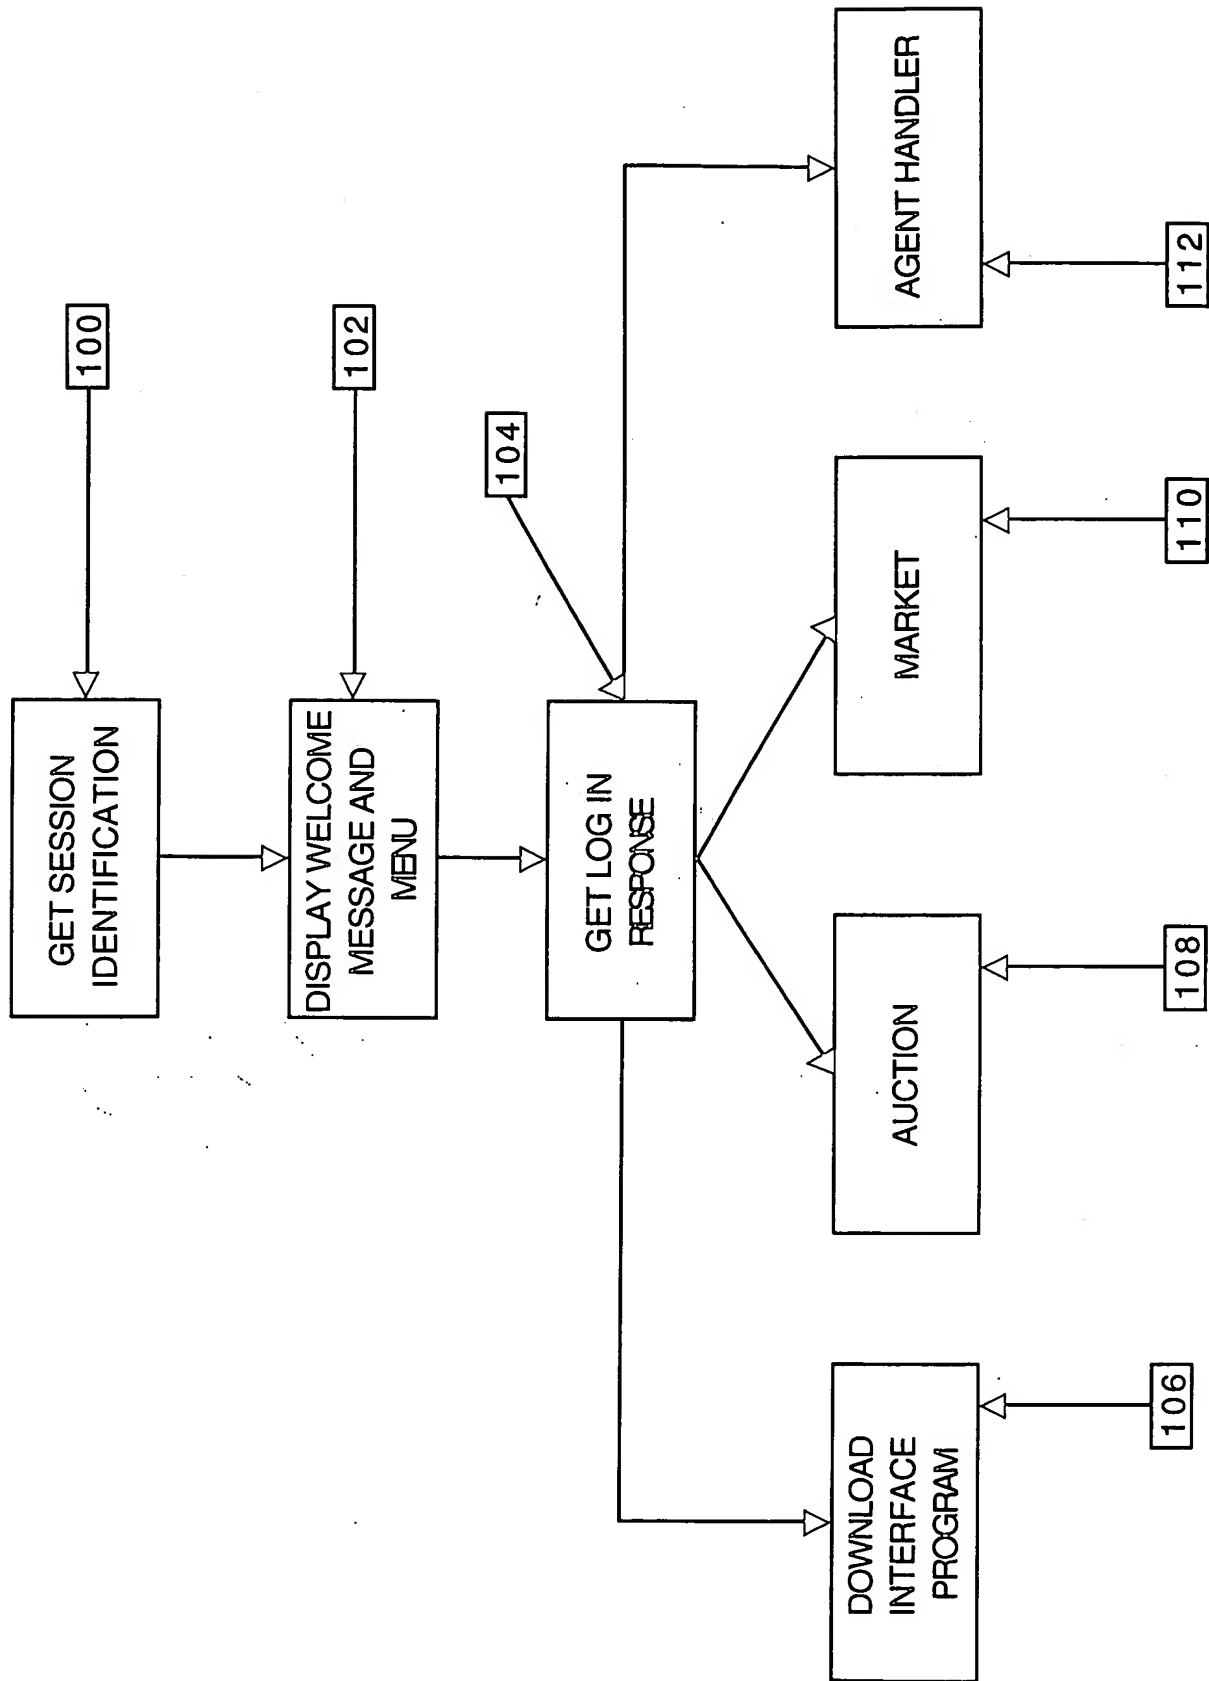 GET SESSION
IDENTIFICATION
100
DISPLAY WELCOME
MESSAGE AND
MENU
102
GET LOG IN
RESPONSE
104
DOWNLOAD
INTERFACE
PROGRAM
106
AUCTION
108
MARKET
110
AGENT HANDLER
112